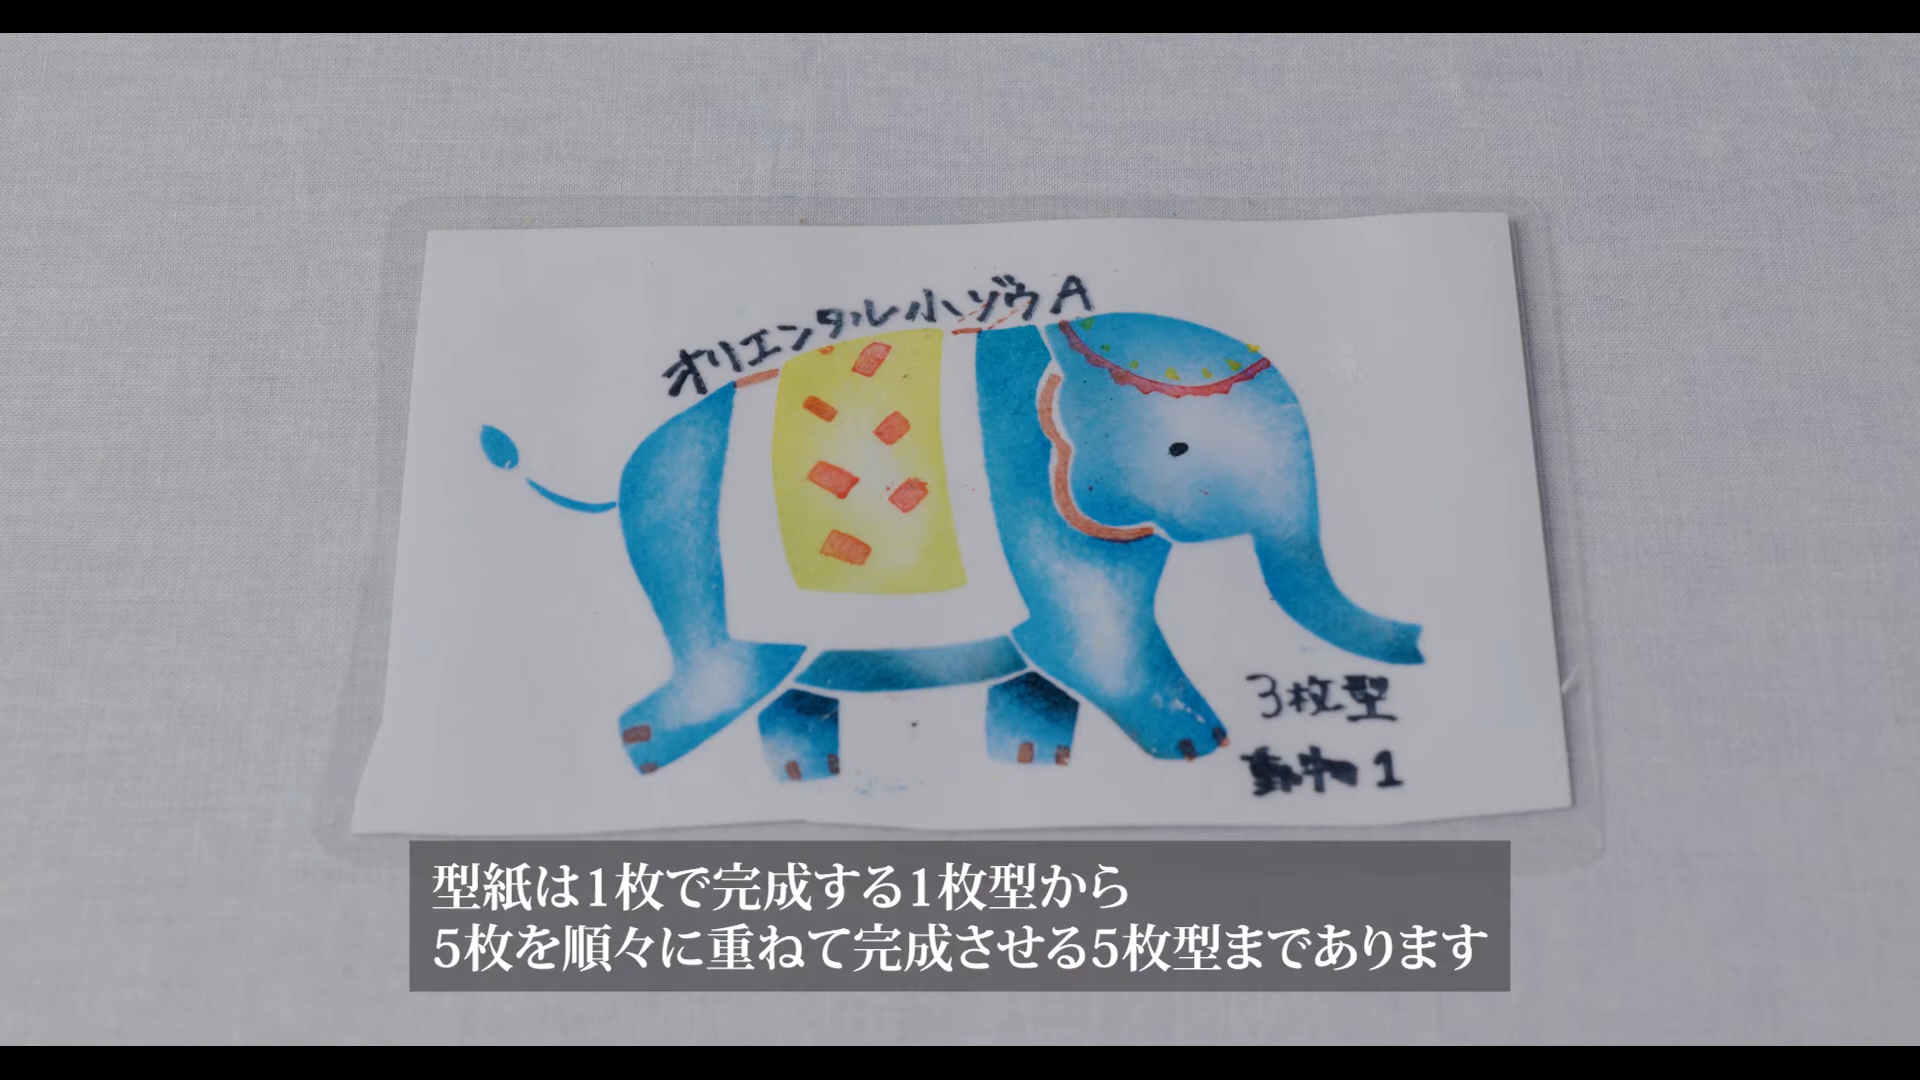 オリエンタル小ゾウA
3枚型
動物1
型紙は1枚で完成する1枚型から
5枚を順々に重ねて完成させる5枚型まであります